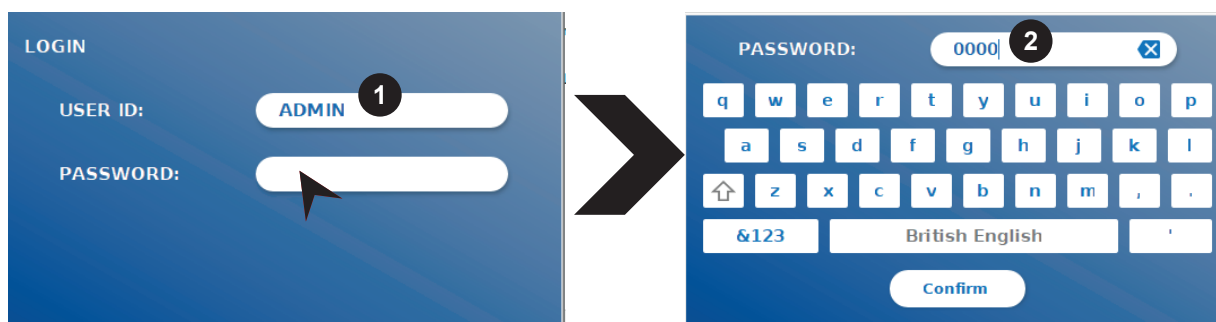 LOGIN
USER ID: ADMIN 1
PASSWORD:
PASSWORD: 0000 2
q w e r t y u i o p
a s d f g h j k l
z x c v b n m , .
&123 British English '
Confirm